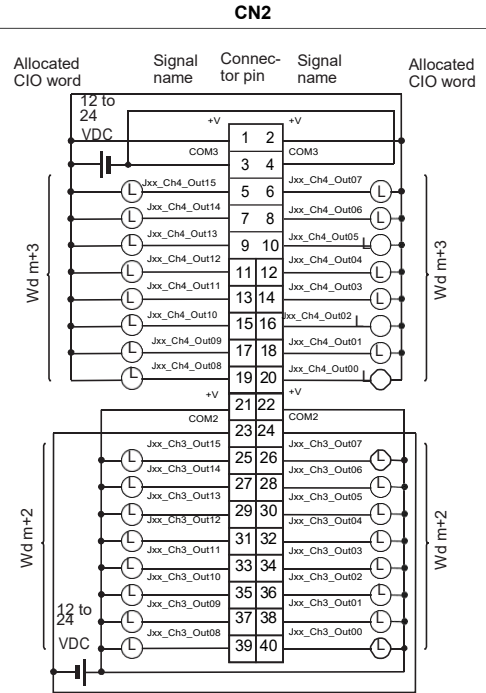 CN2
Allocated
CIO word
Signal
name
Connec-
tor pin
Signal
name
Allocated
CIO word
12 to
24
VDC
+V
1 2
+V
COM3
3 4
COM3
Jxx_Ch4_Out15
5 6
Jxx_Ch4_Out07
L
L
Jxx_Ch4_Out14
7 8
Jxx_Ch4_Out06
L
L
Jxx_Ch4_Out13
9 10
Jxx_Ch4_Out05
L
L
Jxx_Ch4_Out12
11 12
Jxx_Ch4_Out04
L
L
Jxx_Ch4_Out11
13 14
Jxx_Ch4_Out03
L
L
Jxx_Ch4_Out10
15 16
Jxx_Ch4_Out02
L
L
Jxx_Ch4_Out09
17 18
Jxx_Ch4_Out01
L
L
Jxx_Ch4_Out08
19 20
Jxx_Ch4_Out00
L
L
Wd m+3
Wd m+3
+V
21 22
+V
COM2
23 24
COM2
Jxx_Ch3_Out15
25 26
Jxx_Ch3_Out07
L
L
Jxx_Ch3_Out14
27 28
Jxx_Ch3_Out06
L
L
Jxx_Ch3_Out13
29 30
Jxx_Ch3_Out05
L
L
Jxx_Ch3_Out12
31 32
Jxx_Ch3_Out04
L
L
Jxx_Ch3_Out11
33 34
Jxx_Ch3_Out03
L
L
Jxx_Ch3_Out10
35 36
Jxx_Ch3_Out02
L
L
Jxx_Ch3_Out09
37 38
Jxx_Ch3_Out01
L
L
Jxx_Ch3_Out08
39 40
Jxx_Ch3_Out00
L
L
Wd m+2
Wd m+2
12 to
24
VDC